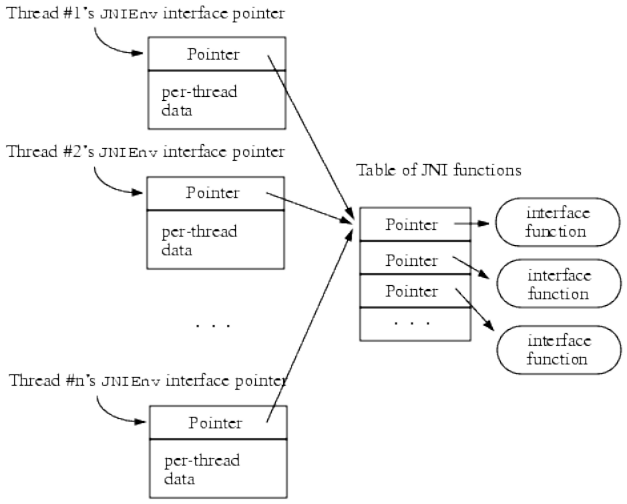 Thread #1's JNIEnv interface pointer
Pointer
per-thread
data
Thread #2's JNIEnv interface pointer
Pointer
per-thread
data
. . .
Thread #n's JNIEnv interface pointer
Pointer
per-thread
data
Table of JNI functions
Pointer
Pointer
Pointer
. . .
interface
function
interface
function
interface
function